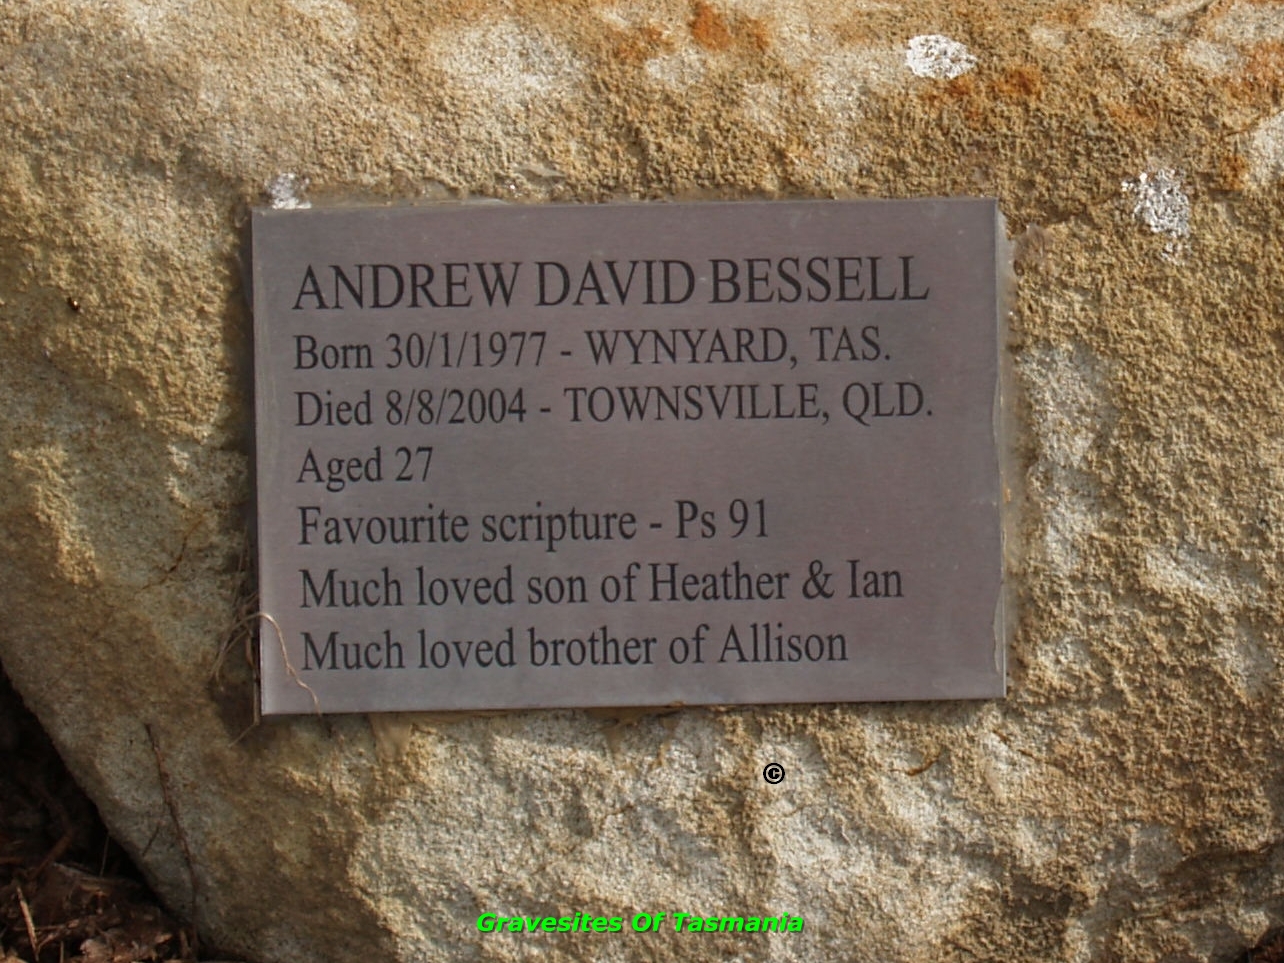 ANDREW DAVID BESSELL
Born 30/1/1977 - WYNYARD, TAS.
Died 8/8/2004 - TOWNSVILLE, QLD.
Aged 27
Favourite scripture - Ps 91
Much loved son of Heather & Ian
Much loved brother of Allison
©
Gravesites Of Tasmania